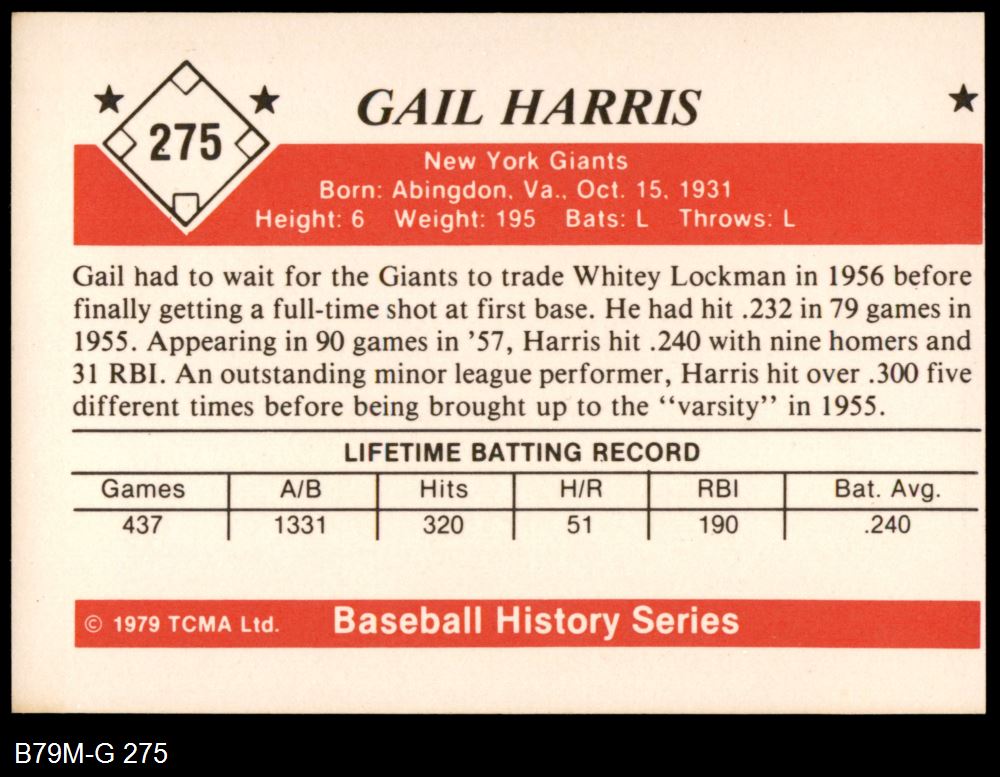 275
GAIL HARRIS
New York Giants
Born: Abingdon, Va., Oct. 15, 1931
Height: 6 Weight: 195 Bats: L Throws: L
Gail had to wait for the Giants to trade Whitey Lockman in 1956 before
finally getting a full-time shot at first base. He had hit .232 in 79 games in
1955. Appearing in 90 games in ’57, Harris hit .240 with nine homers and
31 RBI. An outstanding minor league performer, Harris hit over .300 five
different times before being brought up to the “varsity” in 1955.
LIFETIME BATTING RECORD
Games A/B Hits H/R RBI Bat. Avg.
437 1331 320 51 190 .240
© 1979 TCMA Ltd. Baseball History Series
B79M-G 275